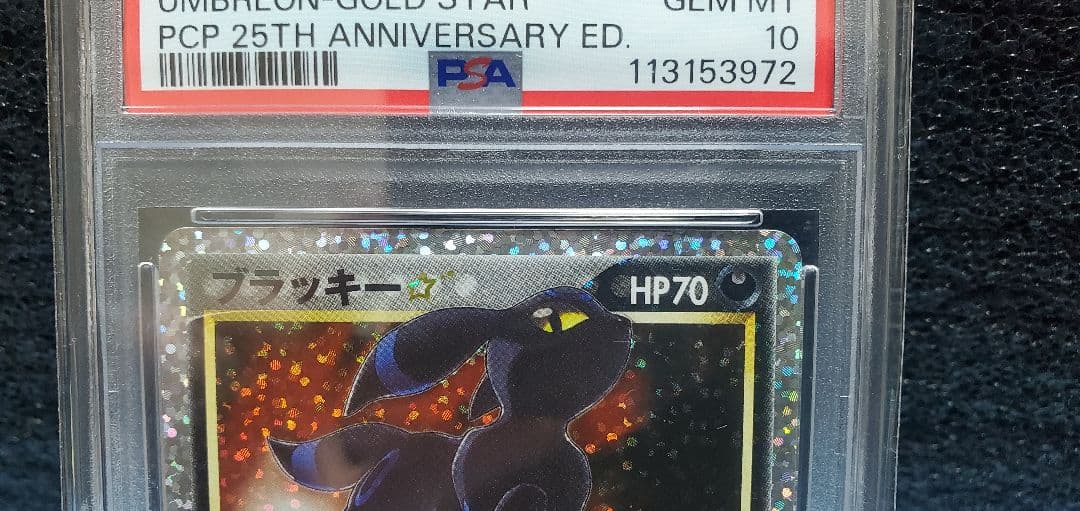 UMBREON-GOLD STAR GEM MT
PCP 25TH ANNIVERSARY ED. 10
PSA 113153972
ブラッキー☆ HP70